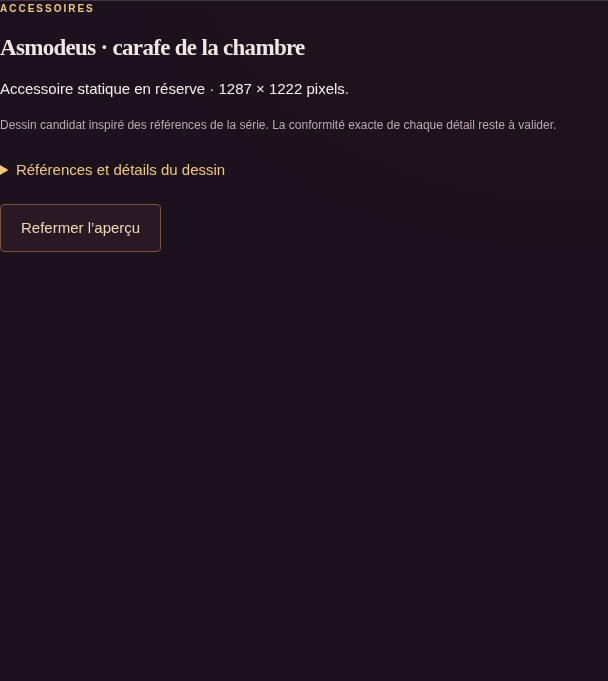 ACCESSOIRES
Asmodeus · carafe de la chambre
Accessoire statique en réserve · 1287 × 1222 pixels.
Dessin candidat inspiré des références de la série. La conformité exacte de chaque détail reste à valider.
Références et détails du dessin
Refermer l’aperçu